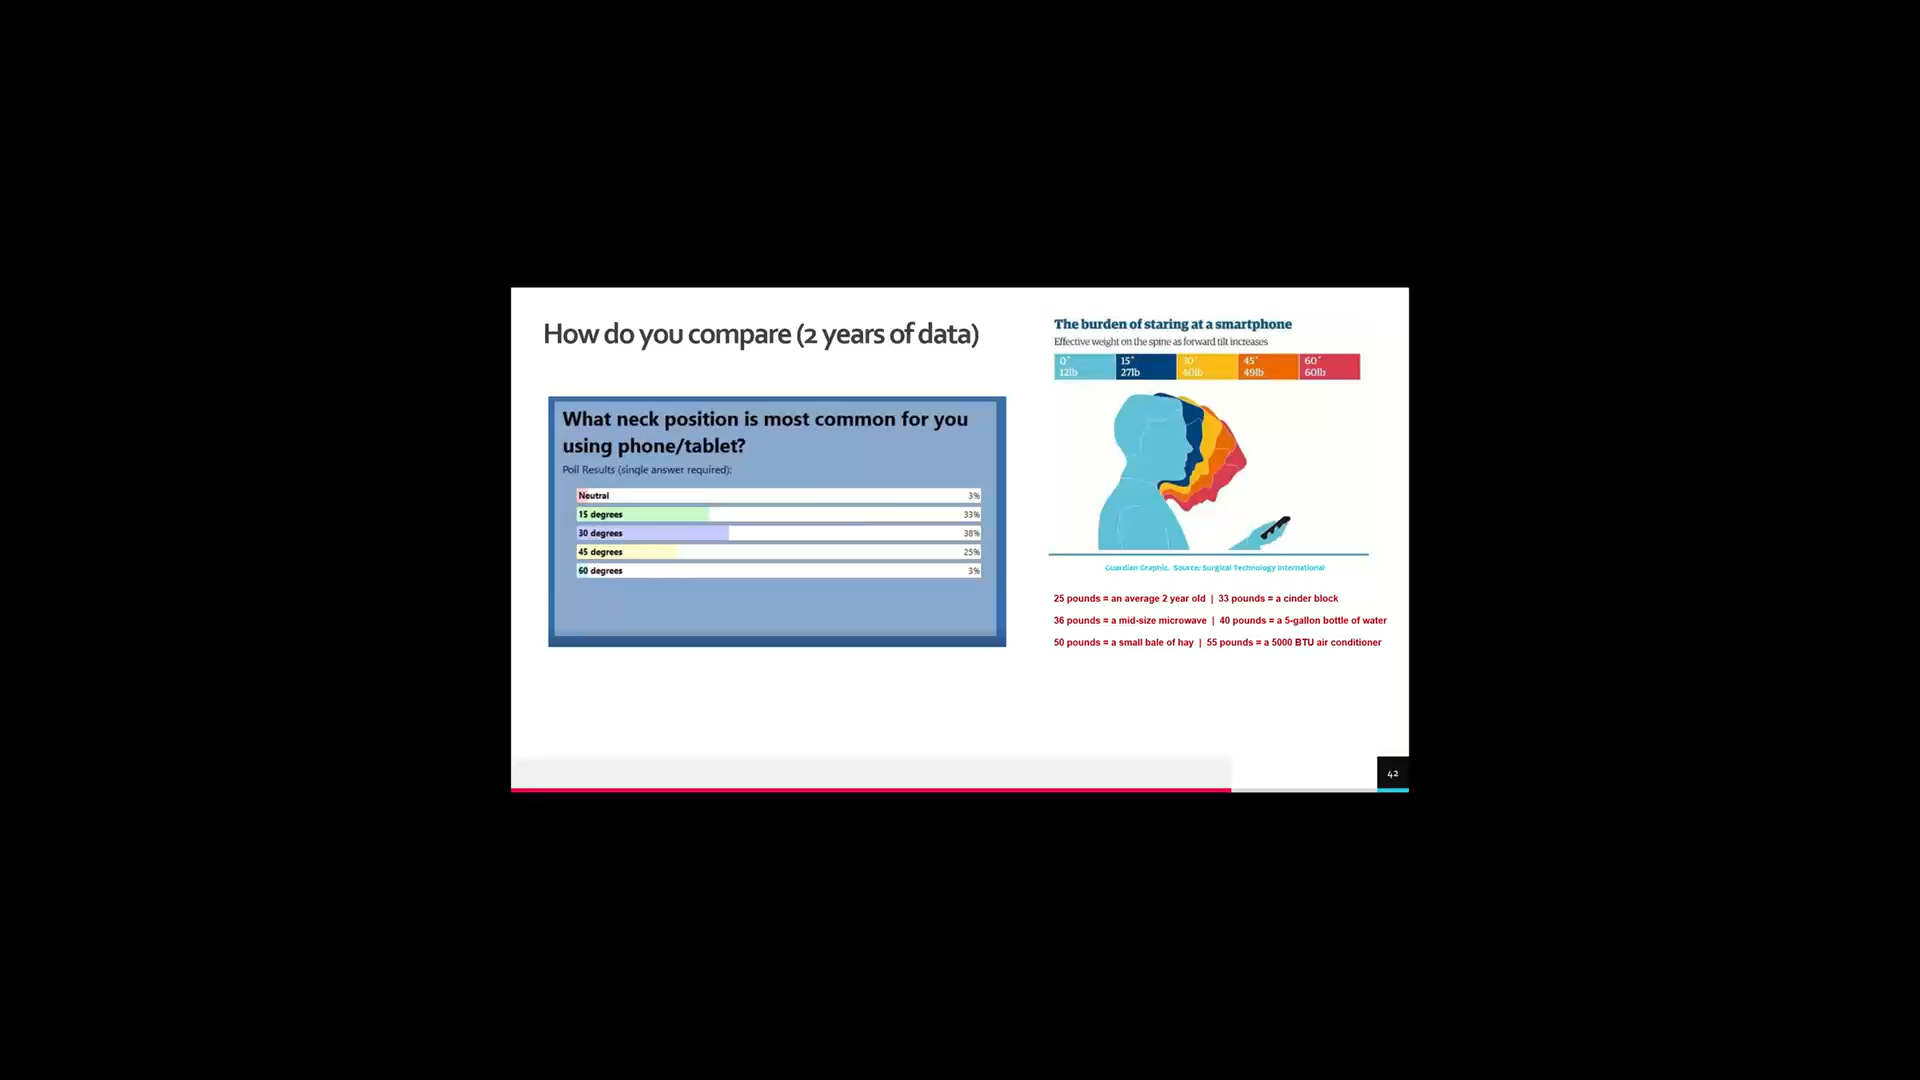 How do you compare (2 years of data)
What neck position is most common for you
using phone/tablet?
Poll Results (single answer required):
Neutral 3%
15 degrees 33%
30 degrees 38%
45 degrees 25%
60 degrees 3%
The burden of staring at a smartphone
Effective weight on the spine as forward tilt increases
0° 15° 30° 45° 60°
12lb 27lb 40lb 49lb 60lb
Guardian Graphic. Source: Surgical Technology International
25 pounds = an average 2 year old | 33 pounds = a cinder block
36 pounds = a mid-size microwave | 40 pounds = a 5-gallon bottle of water
50 pounds = a small bale of hay | 55 pounds = a 5000 BTU air conditioner
42